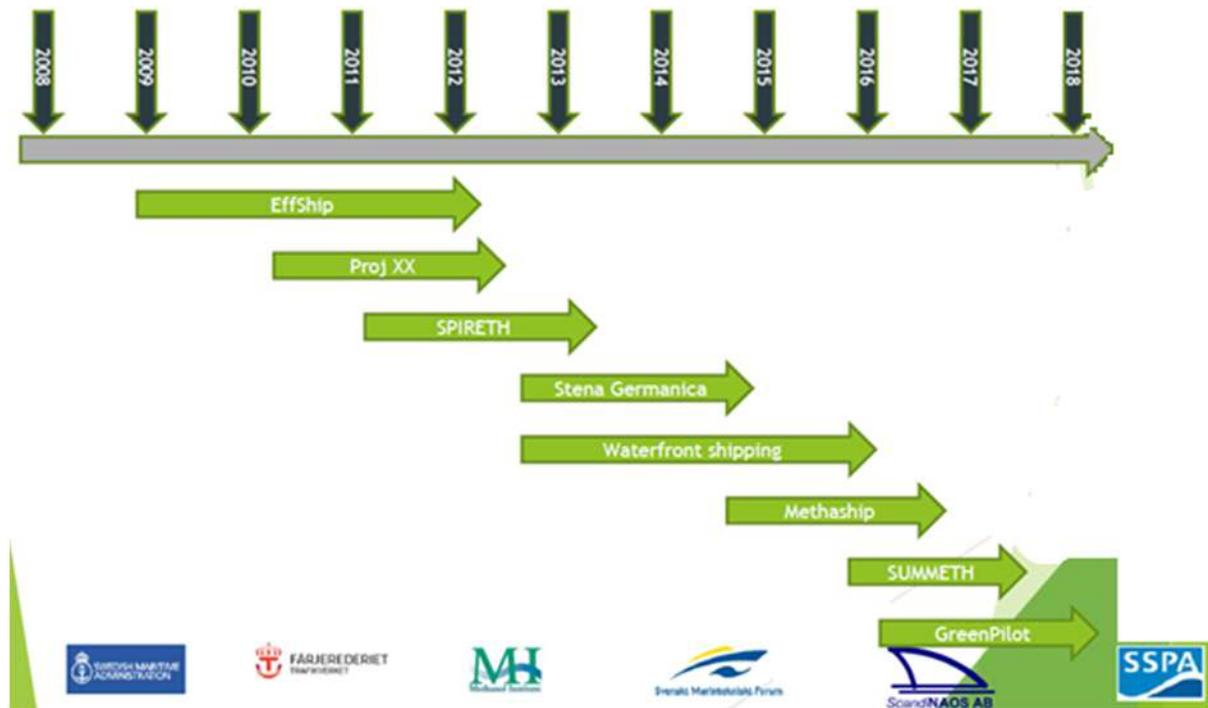 2008
2009
2010
2011
2012
2013
2014
2015
2016
2017
2018
EffShip
Proj XX
SPIRETH
Stena Germanica
Waterfront shipping
Methaship
SUMMETH
GreenPilot
SWEDISH MARITIME
ADMINISTRATION
FÄRJEREDERIET
TRAFIKVERKET
MI
Methanol Institute
Svenskt Marintekniskt Forum
ScandiNAOS AB
SSPA